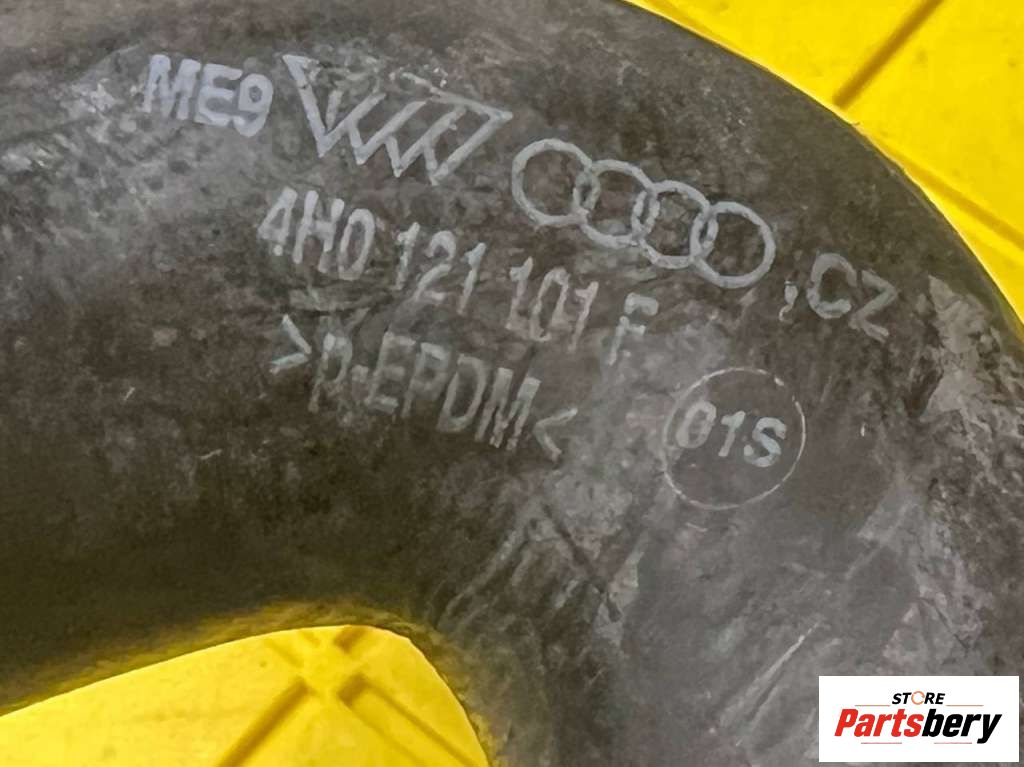 ME9
,CZ
4H0 121 101 F
>p-EPDM<
01S
STORE
Partsbery